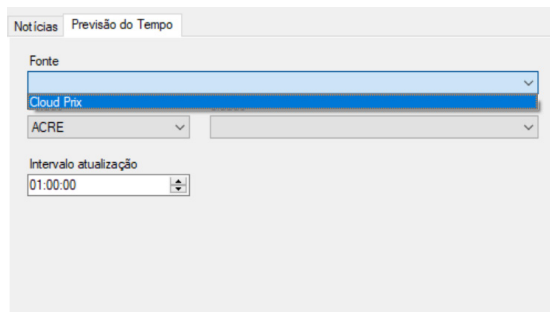 Notícias Previsão do Tempo
Fonte
Cloud Prix
ACRE
Intervalo atualização
01:00:00